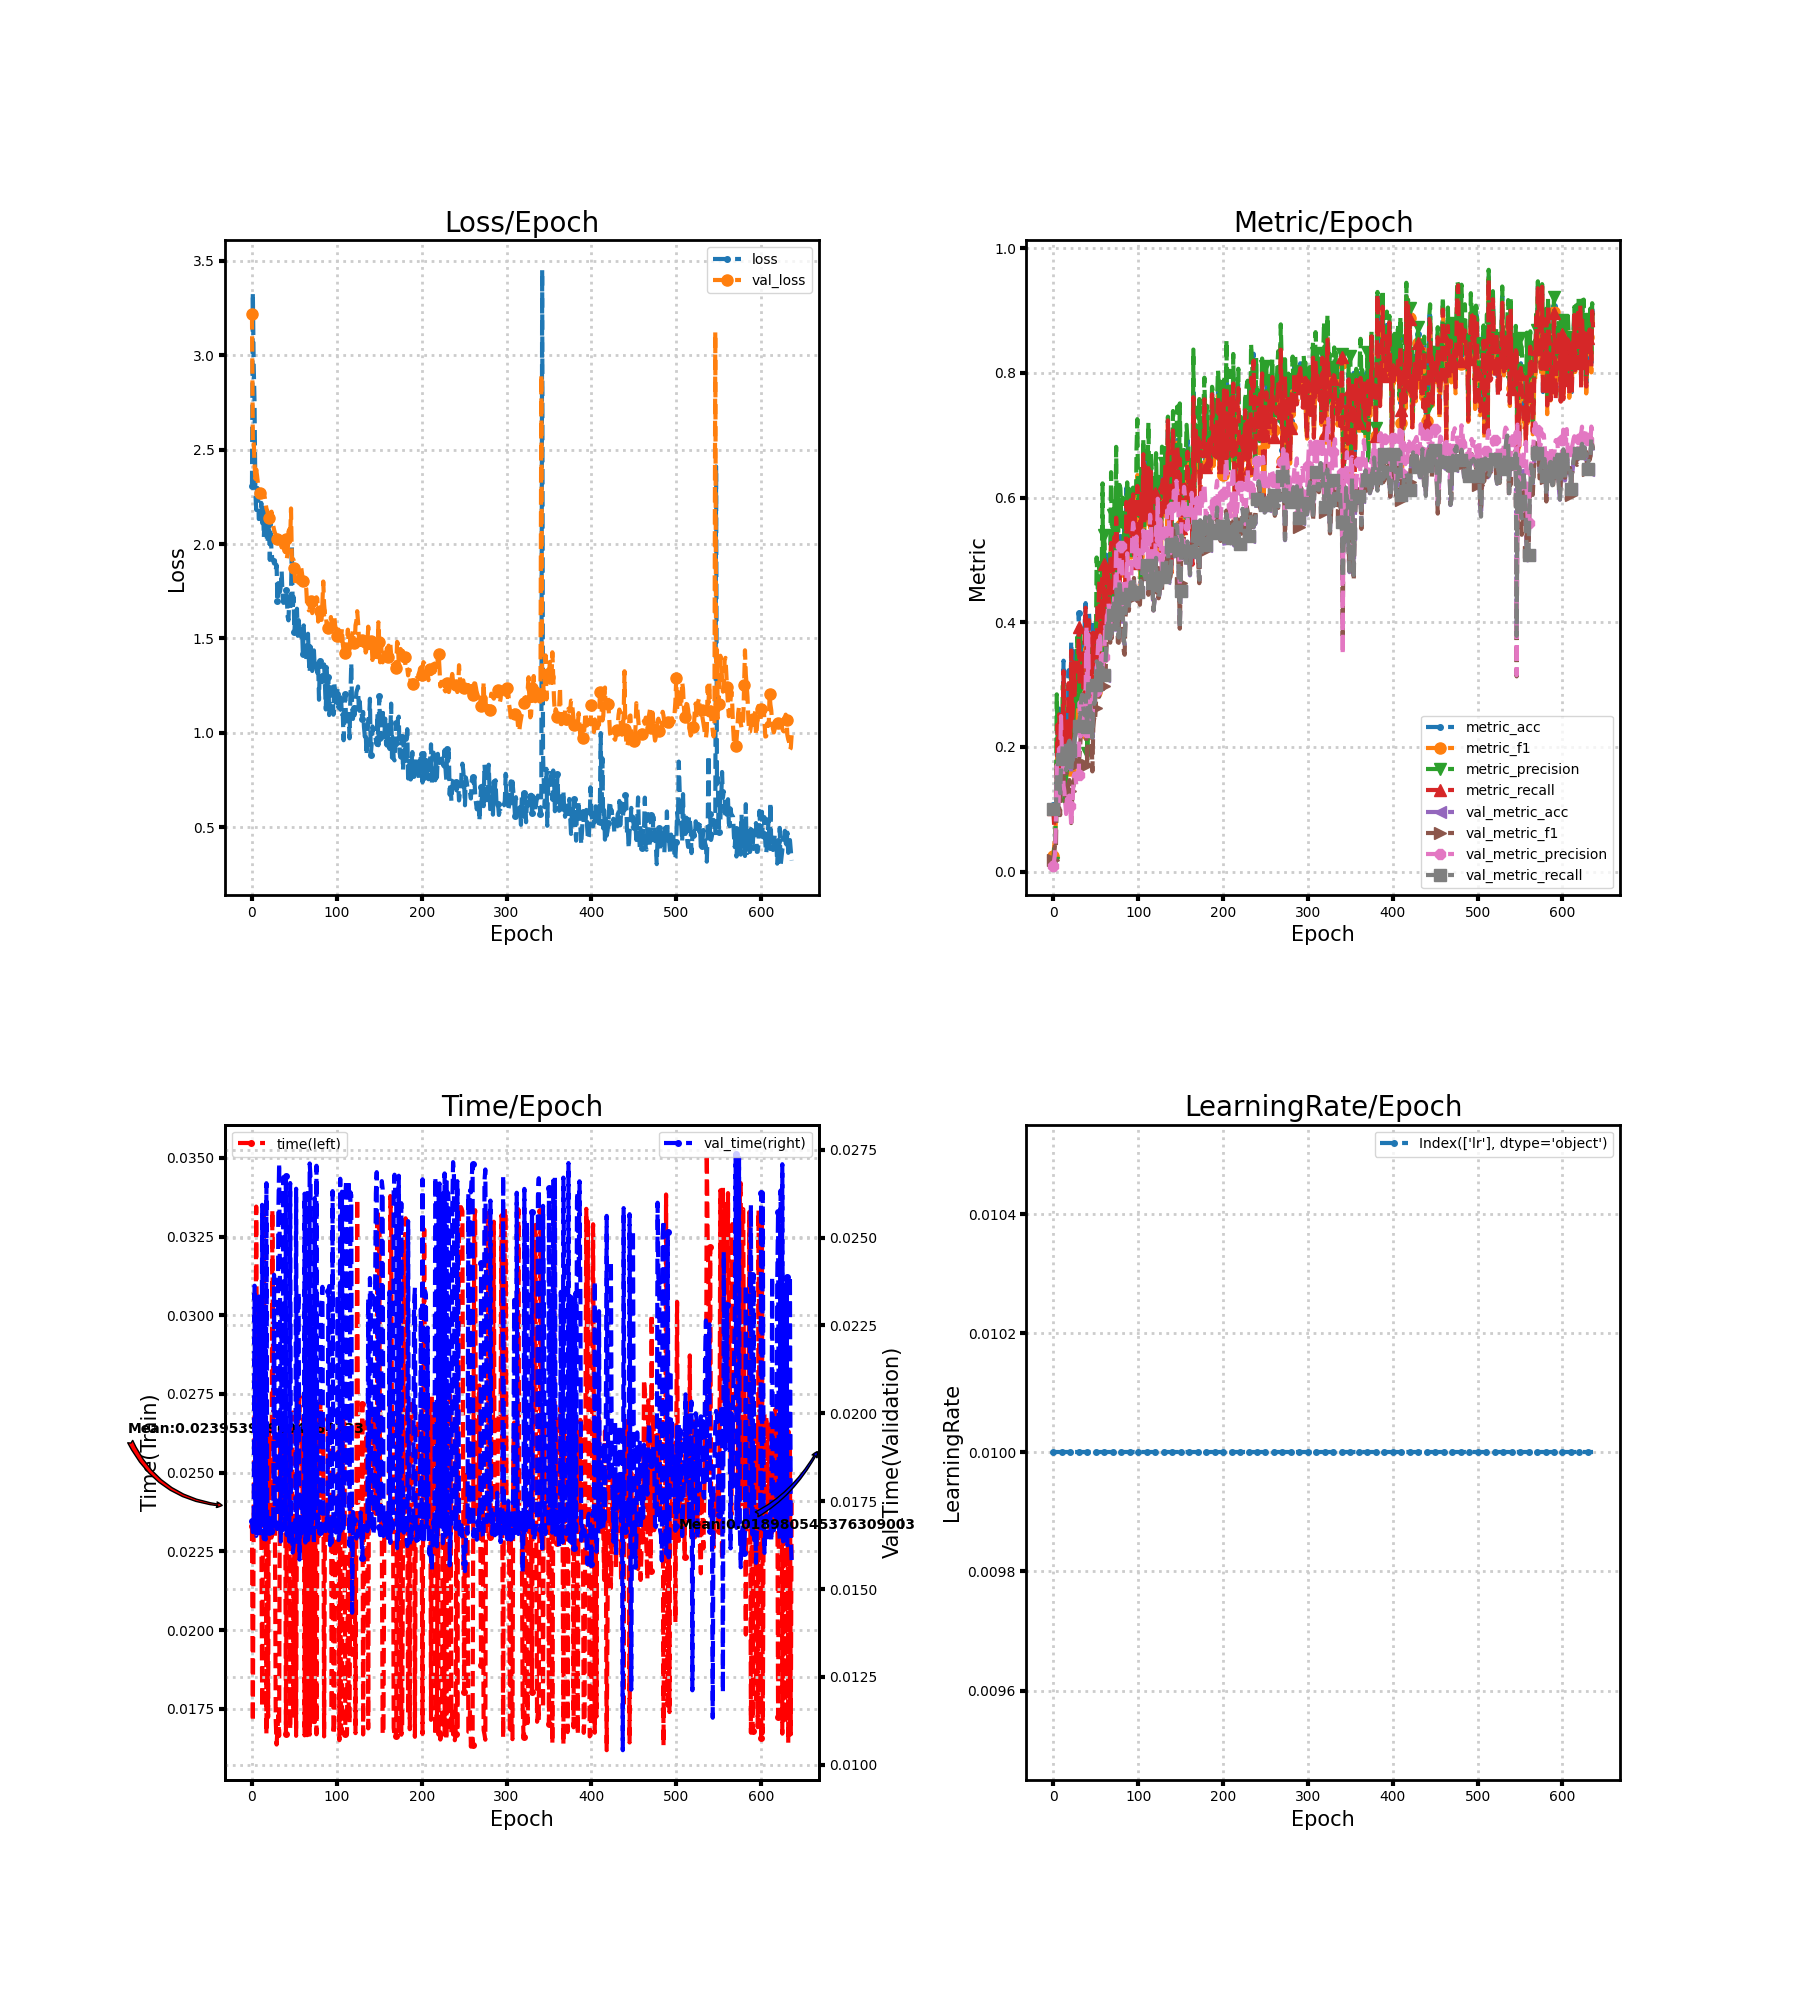 Loss/Epoch
3.5
3.0
2.5
2.0
1.5
1.0
0.5
Loss
loss
val_loss
0 100 200 300 400 500 600
Epoch
Metric/Epoch
1.0
0.8
0.6
0.4
0.2
0.0
Metric
metric_acc
metric_f1
metric_precision
metric_recall
val_metric_acc
val_metric_f1
val_metric_precision
val_metric_recall
0 100 200 300 400 500 600
Epoch
Time/Epoch
time(left)
val_time(right)
0.0350
0.0325
0.0300
0.0275
0.0250
0.0225
0.0200
0.0175
Time(Train)
0.0275
0.0250
0.0225
0.0200
0.0175
0.0150
0.0125
0.0100
Val Time(Validation)
Mean:0.018980545376309003
0 100 200 300 400 500 600
Epoch
LearningRate/Epoch
Index(['lr'], dtype='object')
0.0104
0.0102
0.0100
0.0098
0.0096
LearningRate
0 100 200 300 400 500 600
Epoch